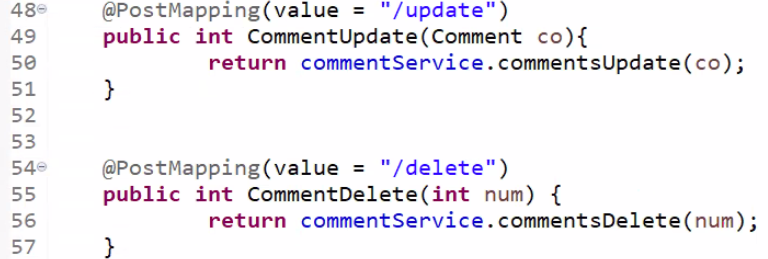 48 @PostMapping(value = "/update")
49 public int CommentUpdate(Comment co){
50 return commentService.commentsUpdate(co);
51 }
52
53
54 @PostMapping(value = "/delete")
55 public int CommentDelete(int num) {
56 return commentService.commentsDelete(num);
57 }